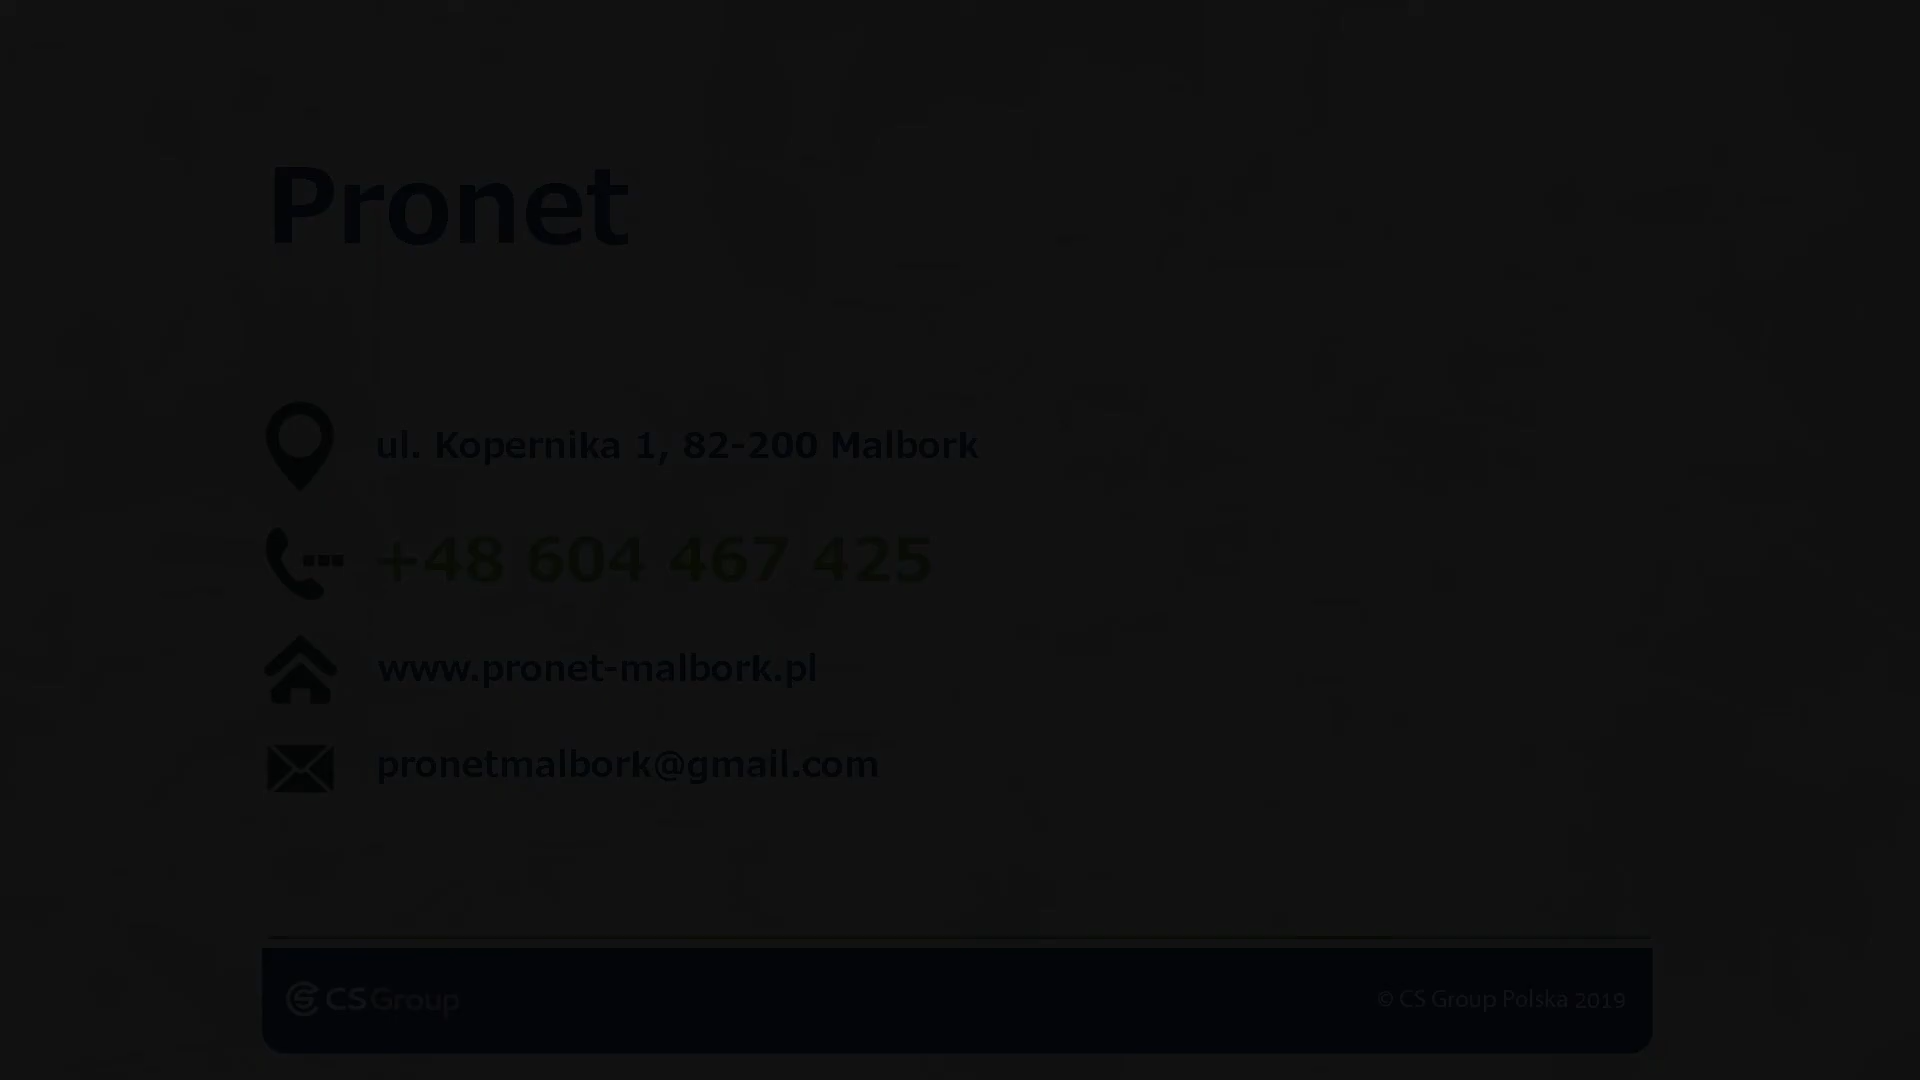 Pronet
ul. Kopernika 1, 82-200 Malbork
+48 604 467 425
www.pronet-malbork.pl
pronetmalbork@gmail.com
CS Group
© CS Group Polska 2019